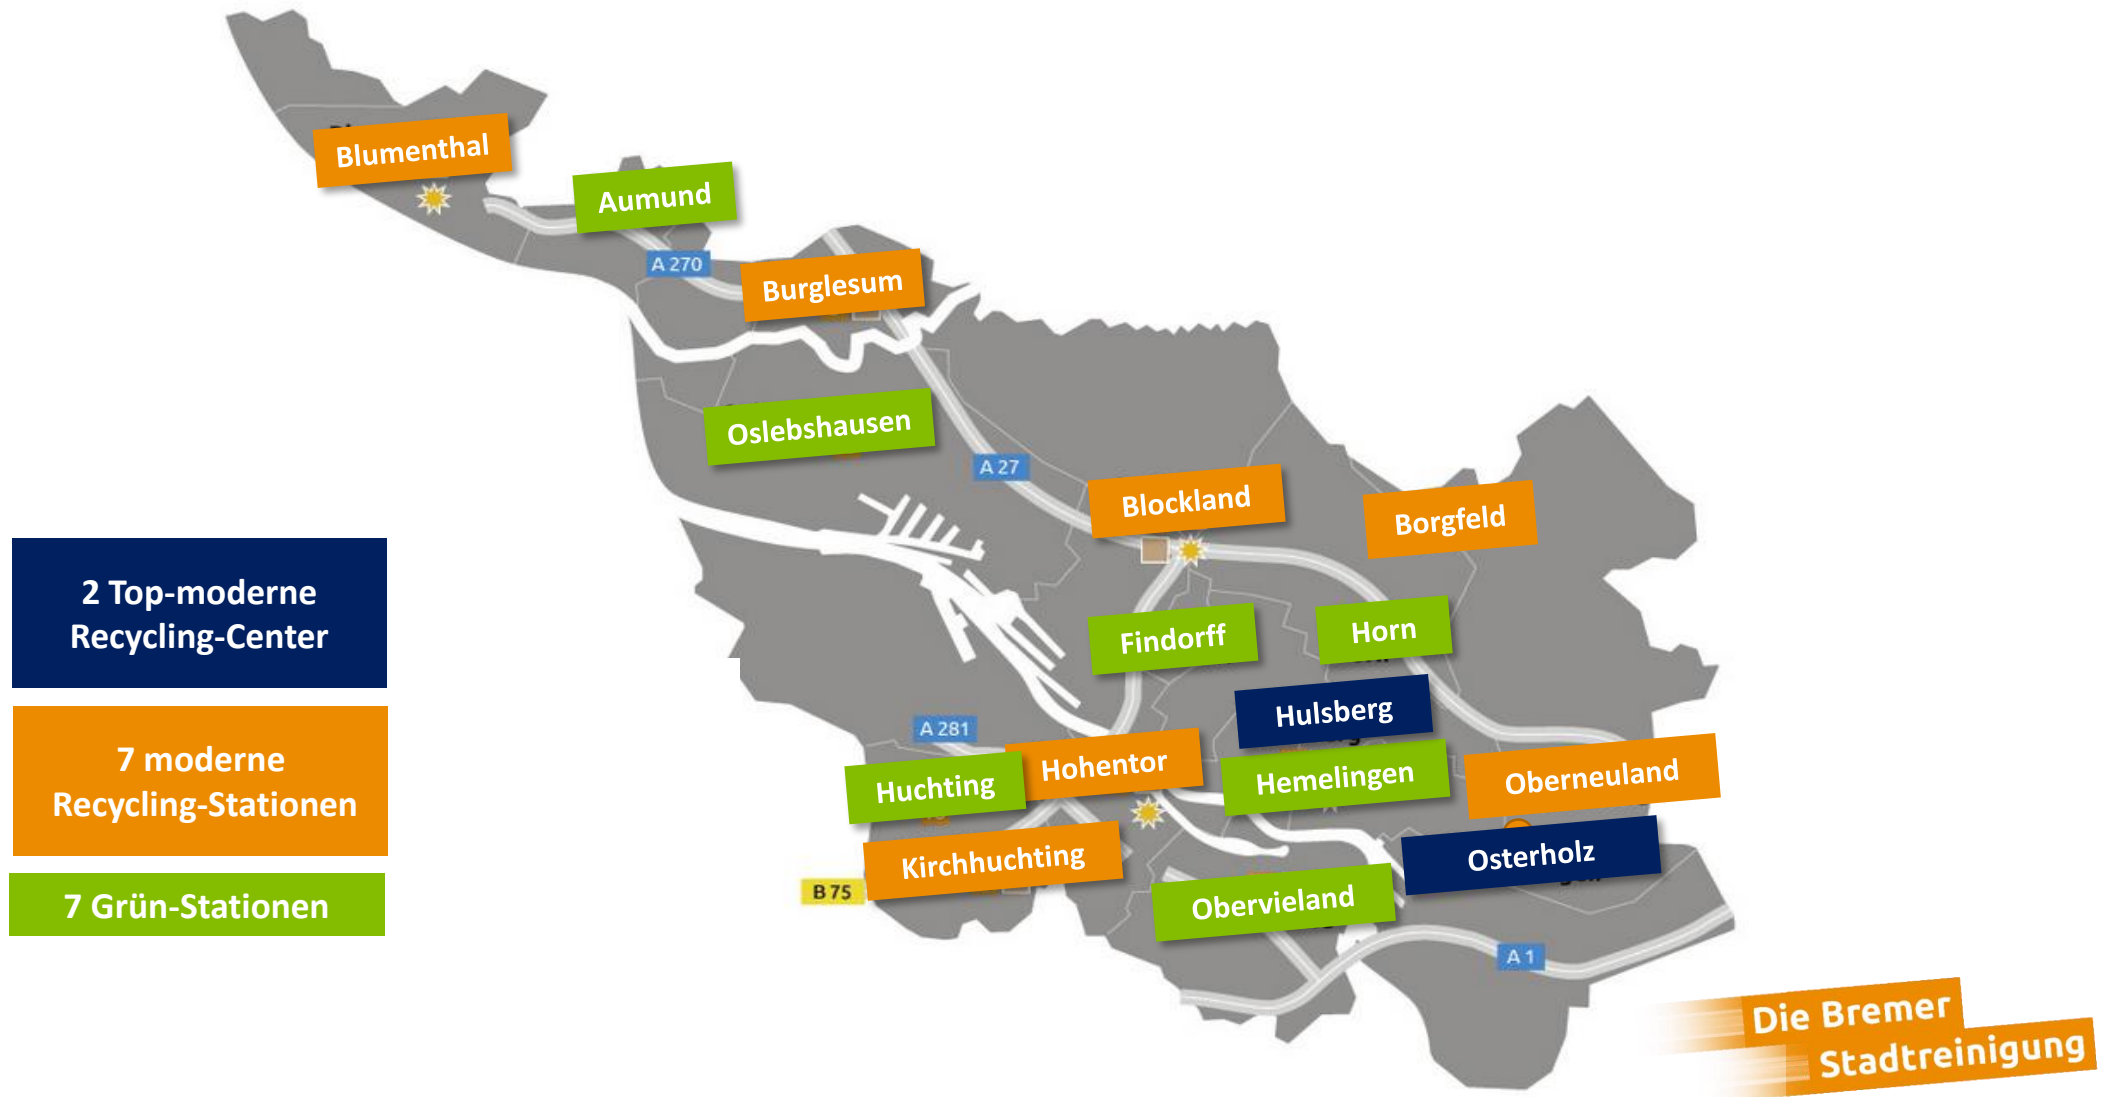 Blumenthal
Aumund
A 270
Burglesum
Oslebshausen
A 27
Blockland
Borgfeld
2 Top-moderne
Recycling-Center
Findorff
Horn
Hulsberg
7 moderne
Recycling-Stationen
A 281
Hohentor
Huchting
Hemelingen
Oberneuland
Kirchhuchting
Osterholz
B 75
Obervieland
7 Grün-Stationen
A 1
Die Bremer
Stadtreinigung